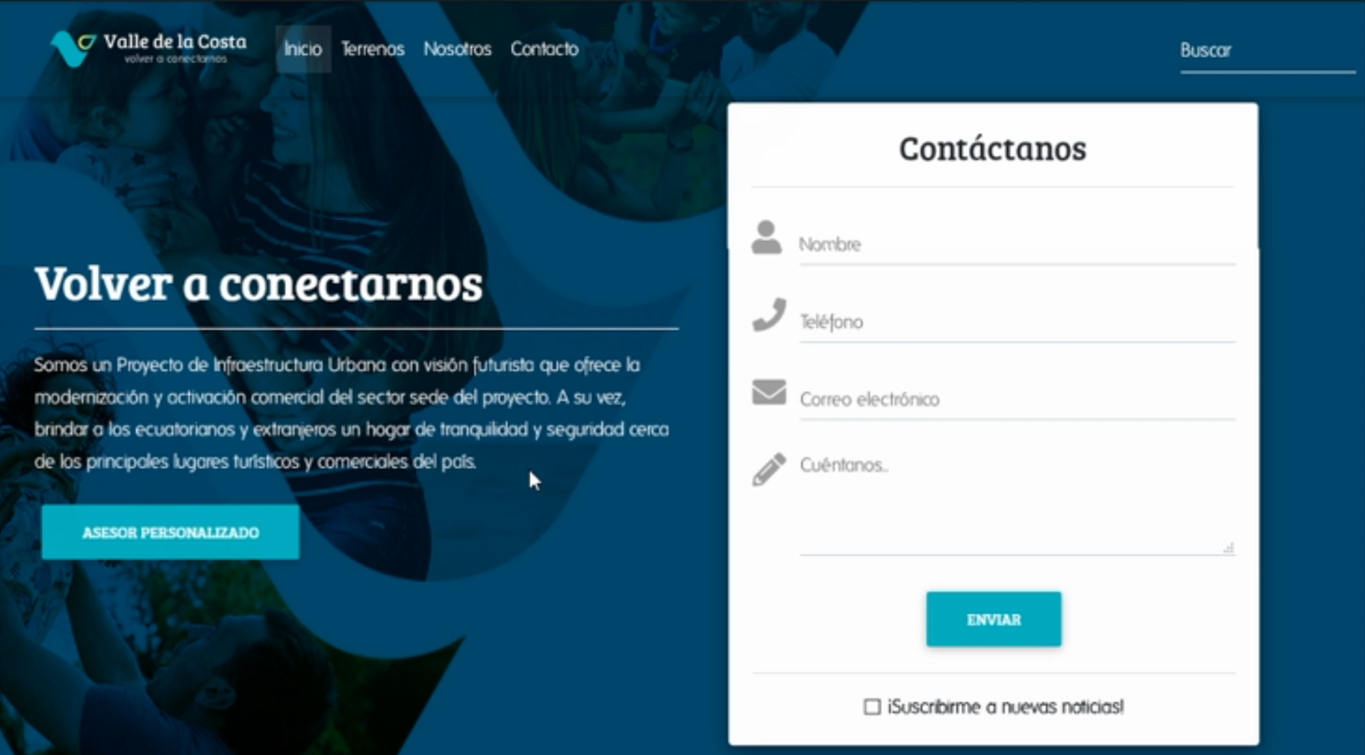 Valle de la Costa
volver a conectarnos
Inicio
Terrenos
Nosotros
Contacto
Buscar
Volver a conectarnos
Somos un Proyecto de Infraestructura Urbana con visión futurista que ofrece la
modernización y activación comercial del sector sede del proyecto. A su vez,
brindar a los ecuatorianos y extranjeros un hogar de tranquilidad y seguridad cerca
de los principales lugares turísticos y comerciales del país.
ASESOR PERSONALIZADO
Contáctanos
Nombre
Teléfono
Correo electrónico
Cuéntanos..
ENVIAR
¡Suscribirme a nuevas noticias!